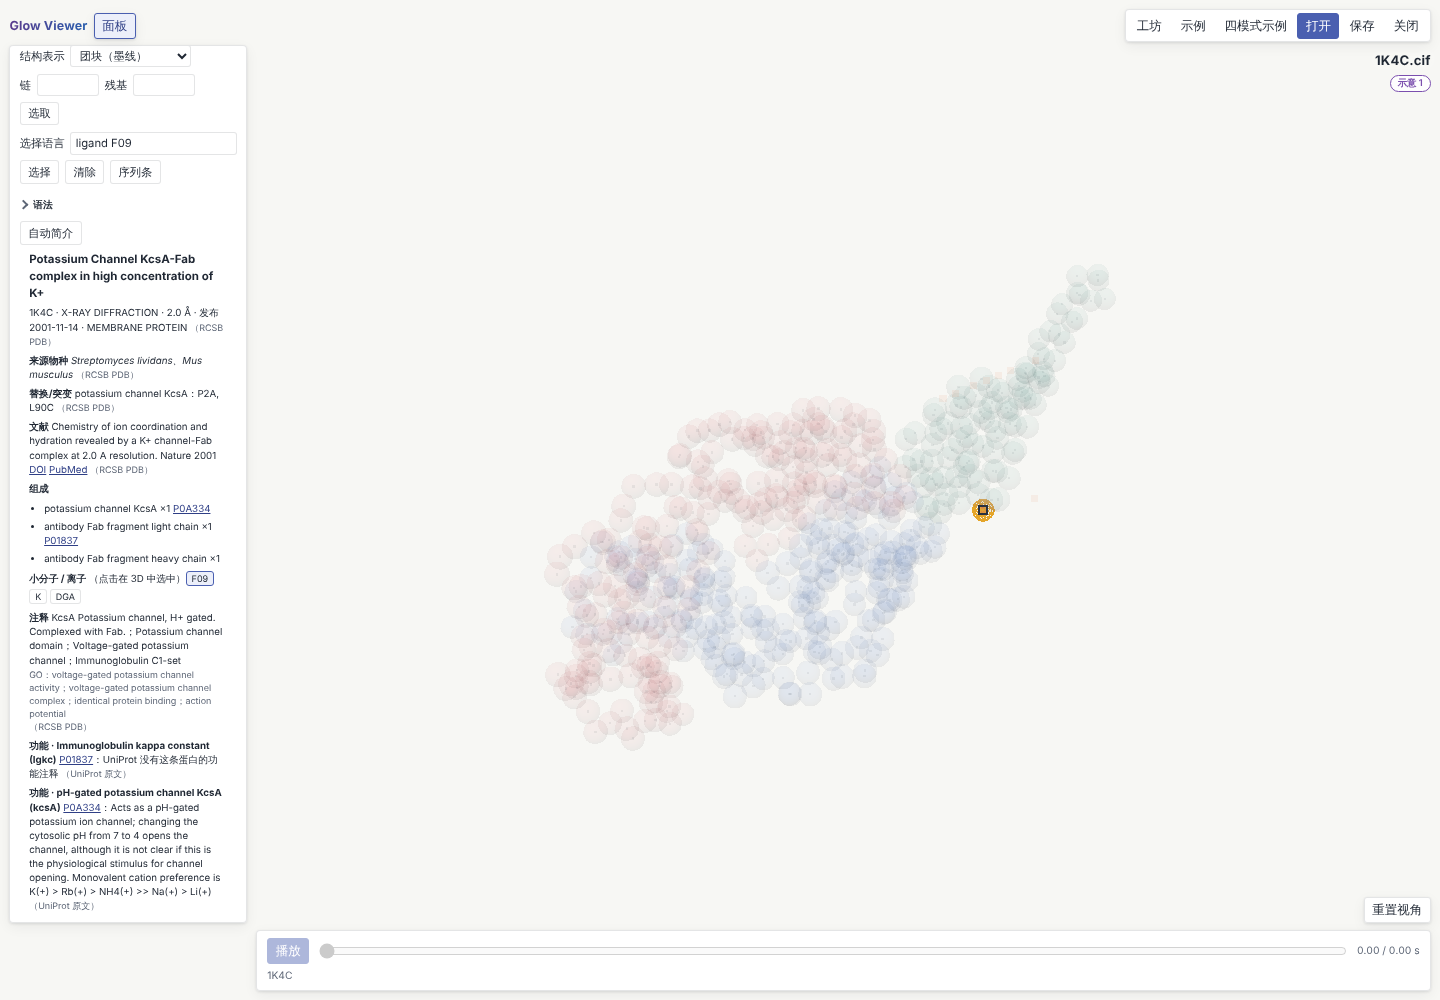 Glow Viewer 面板
工坊 示例 四模式示例 打开 保存 关闭
1K4C.cif
示意 1
结构表示 团块（墨线）
链 残基
选取
选择语言 ligand F09
选择 清除 序列条
语法
自动简介
Potassium Channel KcsA-Fab
complex in high concentration of
K+
1K4C · X-RAY DIFFRACTION · 2.0 Å · 发布
2001-11-14 · MEMBRANE PROTEIN （RCSB
PDB）
来源物种 Streptomyces lividans、Mus
musculus （RCSB PDB）
替换/突变 potassium channel KcsA：P2A,
L90C （RCSB PDB）
文献 Chemistry of ion coordination and
hydration revealed by a K+ channel-Fab
complex at 2.0 A resolution. Nature 2001
DOI PubMed （RCSB PDB）
组成
• potassium channel KcsA ×1 P0A334
• antibody Fab fragment light chain ×1
P01837
• antibody Fab fragment heavy chain ×1
小分子 / 离子 （点击在 3D 中选中） F09
K DGA
注释 KcsA Potassium channel, H+ gated.
Complexed with Fab.；Potassium channel
domain；Voltage-gated potassium
channel；Immunoglobulin C1-set
GO：voltage-gated potassium channel
activity；voltage-gated potassium channel
complex；identical protein binding；action
potential
（RCSB PDB）
功能 · Immunoglobulin kappa constant
(Igkc) P01837：UniProt 没有这条蛋白的功
能注释 （UniProt 原文）
功能 · pH-gated potassium channel KcsA
(kcsA) P0A334：Acts as a pH-gated
potassium ion channel; changing the
cytosolic pH from 7 to 4 opens the
channel, although it is not clear if this is
the physiological stimulus for channel
opening. Monovalent cation preference is
K(+) > Rb(+) > NH4(+) >> Na(+) > Li(+)
（UniProt 原文）
重置视角
播放 0.00 / 0.00 s
1K4C